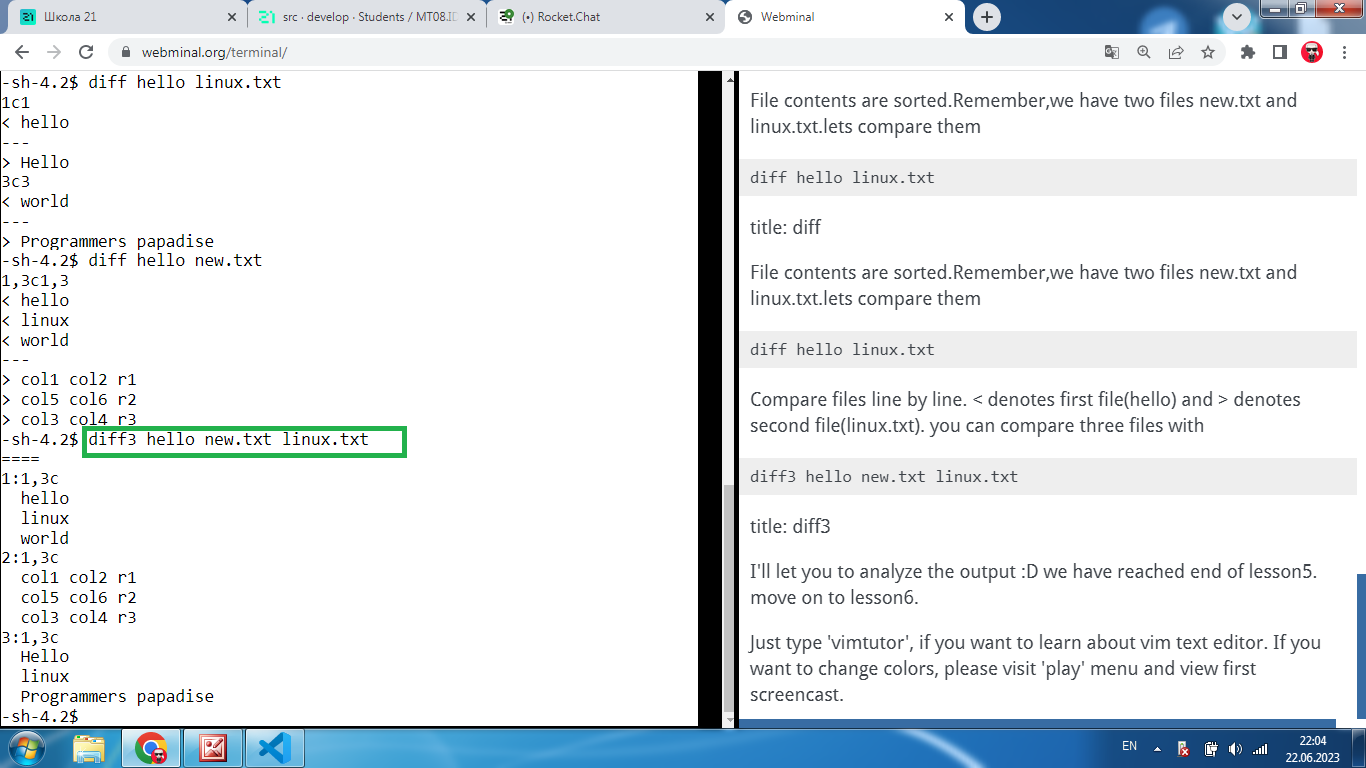 Школа 21
src · develop · Students / MT08.ID
(•) Rocket.Chat
Webminal
webminal.org/terminal/
-sh-4.2$ diff hello linux.txt
1c1
< hello
---
> Hello
3c3
< world
---
> Programmers papadise
-sh-4.2$ diff hello new.txt
1,3c1,3
< hello
< linux
< world
---
> col1 col2 r1
> col5 col6 r2
> col3 col4 r3
-sh-4.2$ diff3 hello new.txt linux.txt
====
1:1,3c
hello
linux
world
2:1,3c
col1 col2 r1
col5 col6 r2
col3 col4 r3
3:1,3c
Hello
linux
Programmers papadise
-sh-4.2$
File contents are sorted.Remember,we have two files new.txt and
linux.txt.lets compare them
diff hello linux.txt
title: diff
File contents are sorted.Remember,we have two files new.txt and
linux.txt.lets compare them
diff hello linux.txt
Compare files line by line. < denotes first file(hello) and > denotes
second file(linux.txt). you can compare three files with
diff3 hello new.txt linux.txt
title: diff3
I'll let you to analyze the output :D we have reached end of lesson5.
move on to lesson6.
Just type 'vimtutor', if you want to learn about vim text editor. If you
want to change colors, please visit 'play' menu and view first
screencast.
EN
22:04
22.06.2023